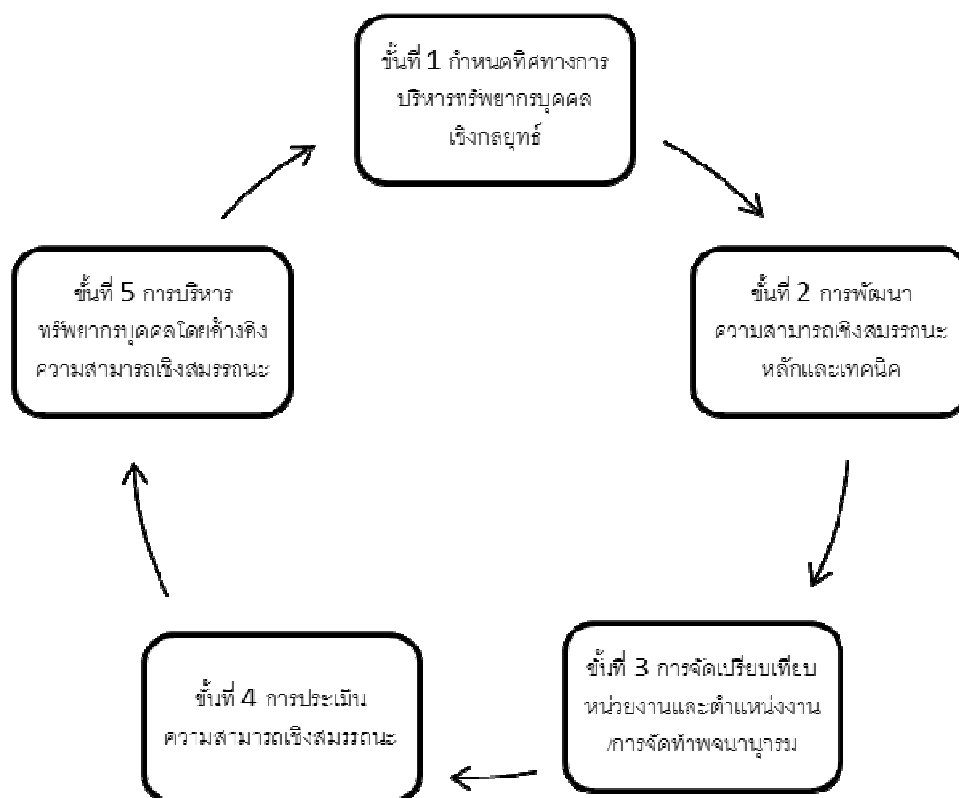 ขั้นที่ 1 กำหนดทิศทางการ
บริหารทรัพยากรบุคคล
เชิงกลยุทธ์
ขั้นที่ 2 การพัฒนา
ความสามารถเชิงสมรรถนะ
หลักและเทคนิค
ขั้นที่ 3 การจัดเปรียบเทียบ
หน่วยงานและตำแหน่งงาน
/การจัดทำพจนานุกรม
ขั้นที่ 4 การประเมิน
ความสามารถเชิงสมรรถนะ
ขั้นที่ 5 การบริหาร
ทรัพยากรบุคคลโดยอ้างอิง
ความสามารถเชิงสมรรถนะ